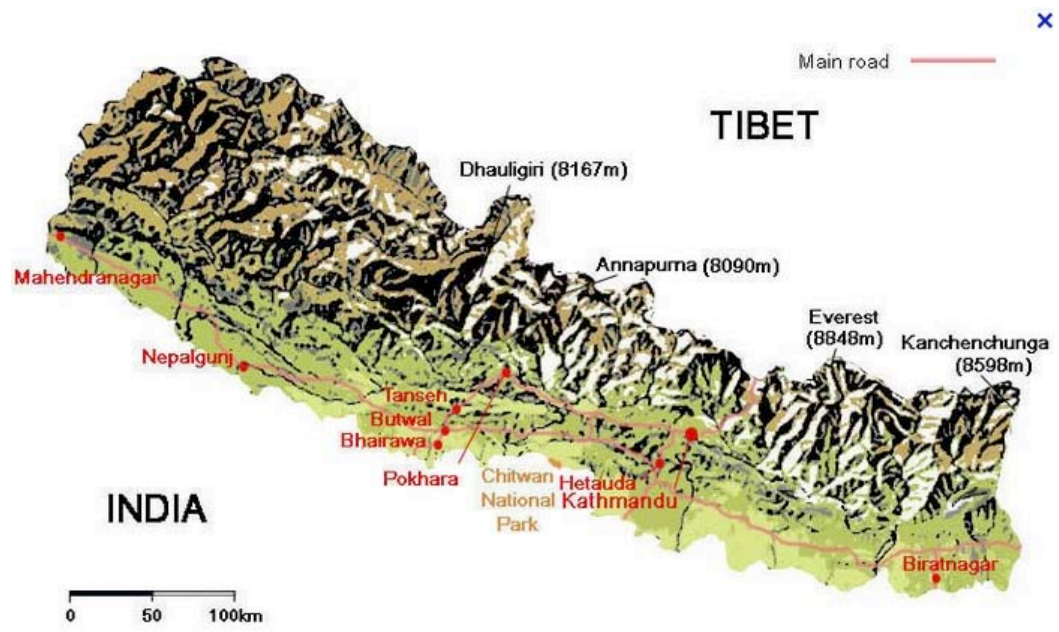 Main road
TIBET
Dhauligiri (8167m)
Annapurna (8090m)
Everest
(8848m)
Kanchenchunga
(8598m)
Mahendranagar
Nepalgunj
Tanseh
Butwal
Bhairawa
Pokhara
Chitwan
National
Park
Hetauda
Kathmandu
INDIA
Biratnagar
0 50 100km